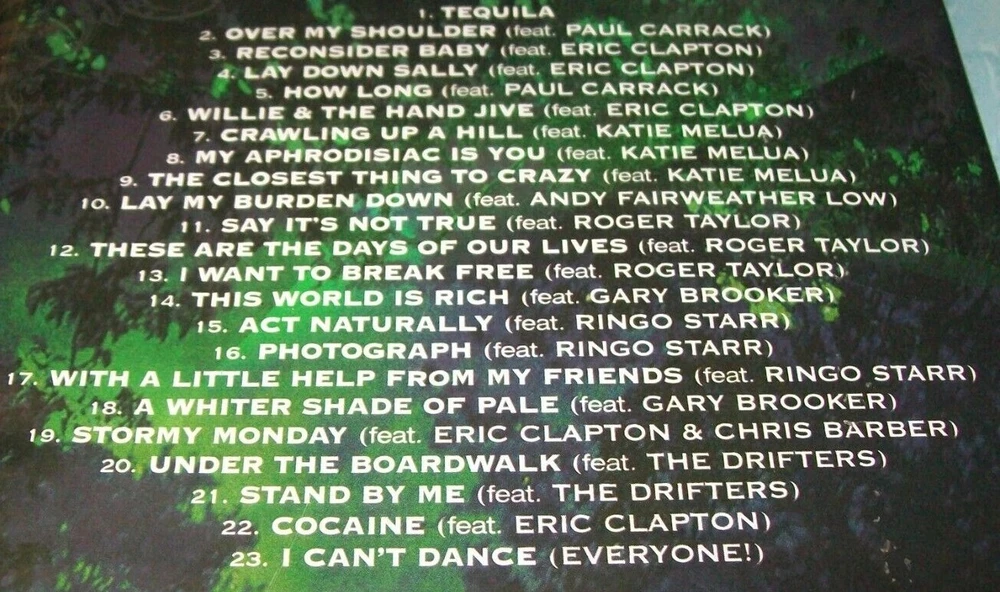 1. TEQUILA
2. OVER MY SHOULDER (feat. PAUL CARRACK)
3. RECONSIDER BABY (feat. ERIC CLAPTON)
4. LAY DOWN SALLY (feat. ERIC CLAPTON)
5. HOW LONG (feat. PAUL CARRACK)
6. WILLIE & THE HAND JIVE (feat. ERIC CLAPTON)
7. CRAWLING UP A HILL (feat. KATIE MELUA)
8. MY APHRODISIAC IS YOU (feat. KATIE MELUA)
9. THE CLOSEST THING TO CRAZY (feat. KATIE MELUA)
10. LAY MY BURDEN DOWN (feat. ANDY FAIRWEATHER LOW)
11. SAY IT'S NOT TRUE (feat. ROGER TAYLOR)
12. THESE ARE THE DAYS OF OUR LIVES (feat. ROGER TAYLOR)
13. I WANT TO BREAK FREE (feat. ROGER TAYLOR)
14. THIS WORLD IS RICH (feat. GARY BROOKER)
15. ACT NATURALLY (feat. RINGO STARR)
16. PHOTOGRAPH (feat. RINGO STARR)
17. WITH A LITTLE HELP FROM MY FRIENDS (feat. RINGO STARR)
18. A WHITER SHADE OF PALE (feat. GARY BROOKER)
19. STORMY MONDAY (feat. ERIC CLAPTON & CHRIS BARBER)
20. UNDER THE BOARDWALK (feat. THE DRIFTERS)
21. STAND BY ME (feat. THE DRIFTERS)
22. COCAINE (feat. ERIC CLAPTON)
23. I CAN'T DANCE (EVERYONE!)